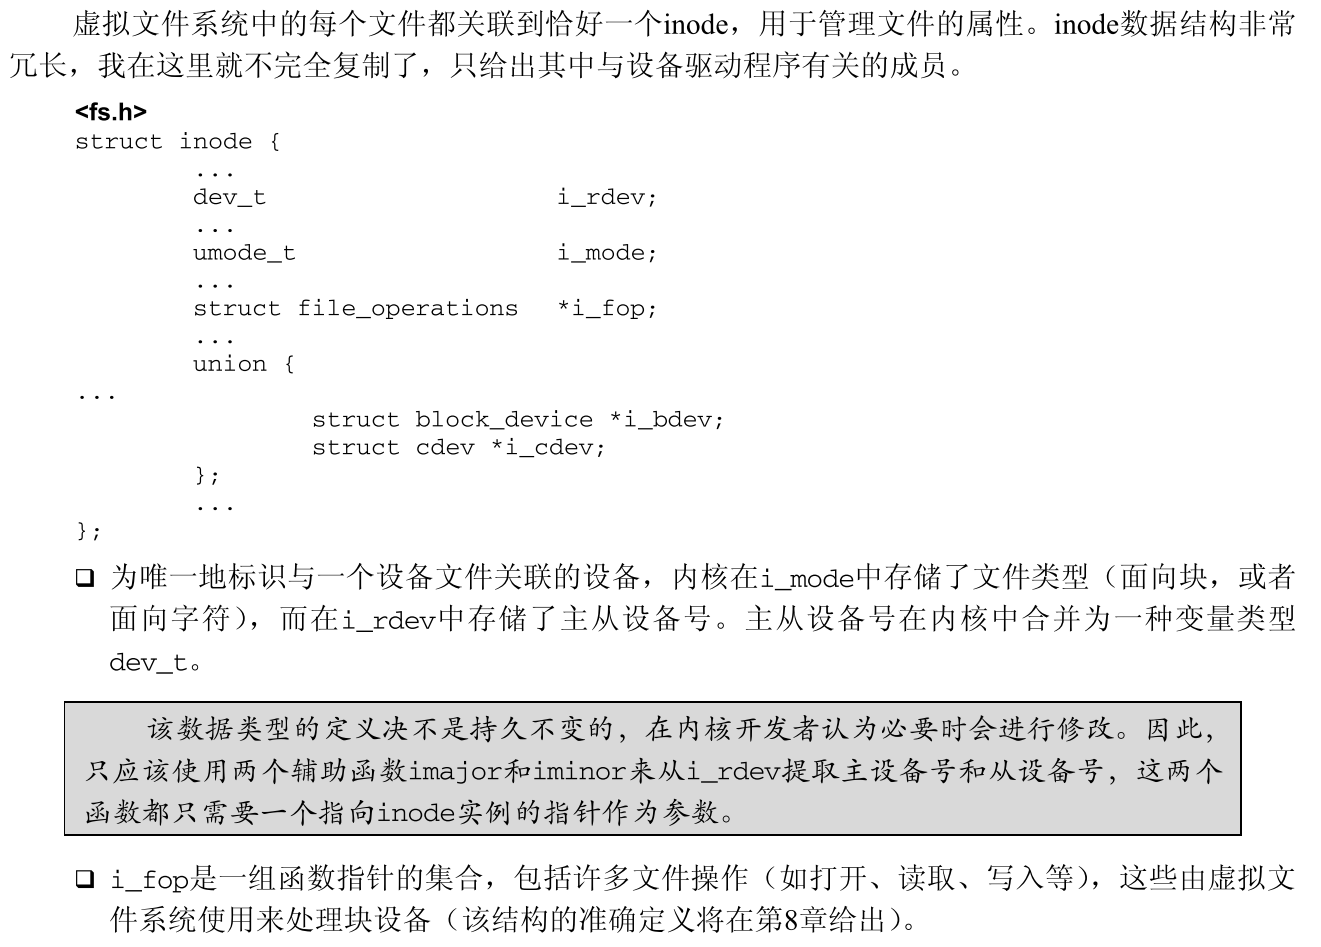 虚拟文件系统中的每个文件都关联到恰好一个inode，用于管理文件的属性。inode数据结构非常
冗长，我在这里就不完全复制了，只给出其中与设备驱动程序有关的成员。
<fs.h>
struct inode {
...
dev_t i_rdev;
...
umode_t i_mode;
...
struct file_operations *i_fop;
...
union {
...
struct block_device *i_bdev;
struct cdev *i_cdev;
};
...
};
❑ 为唯一地标识与一个设备文件关联的设备，内核在i_mode中存储了文件类型（面向块，或者
面向字符），而在i_rdev中存储了主从设备号。主从设备号在内核中合并为一种变量类型
dev_t。
该数据类型的定义决不是持久不变的，在内核开发者认为必要时会进行修改。因此，
只应该使用两个辅助函数imajor和iminor来从i_rdev提取主设备号和从设备号，这两个
函数都只需要一个指向inode实例的指针作为参数。
❑ i_fop是一组函数指针的集合，包括许多文件操作（如打开、读取、写入等），这些由虚拟文
件系统使用来处理块设备（该结构的准确定义将在第8章给出）。